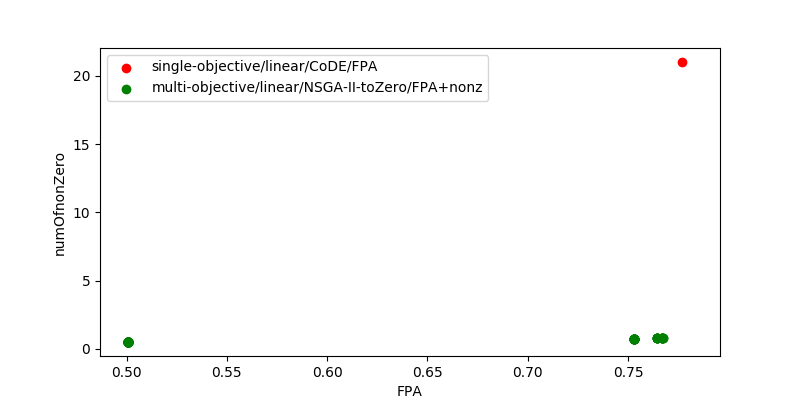 single-objective/linear/CoDE/FPA
multi-objective/linear/NSGA-II-toZero/FPA+nonz
20
15
10
5
0
numOfnonZero
0.50 0.55 0.60 0.65 0.70 0.75
FPA